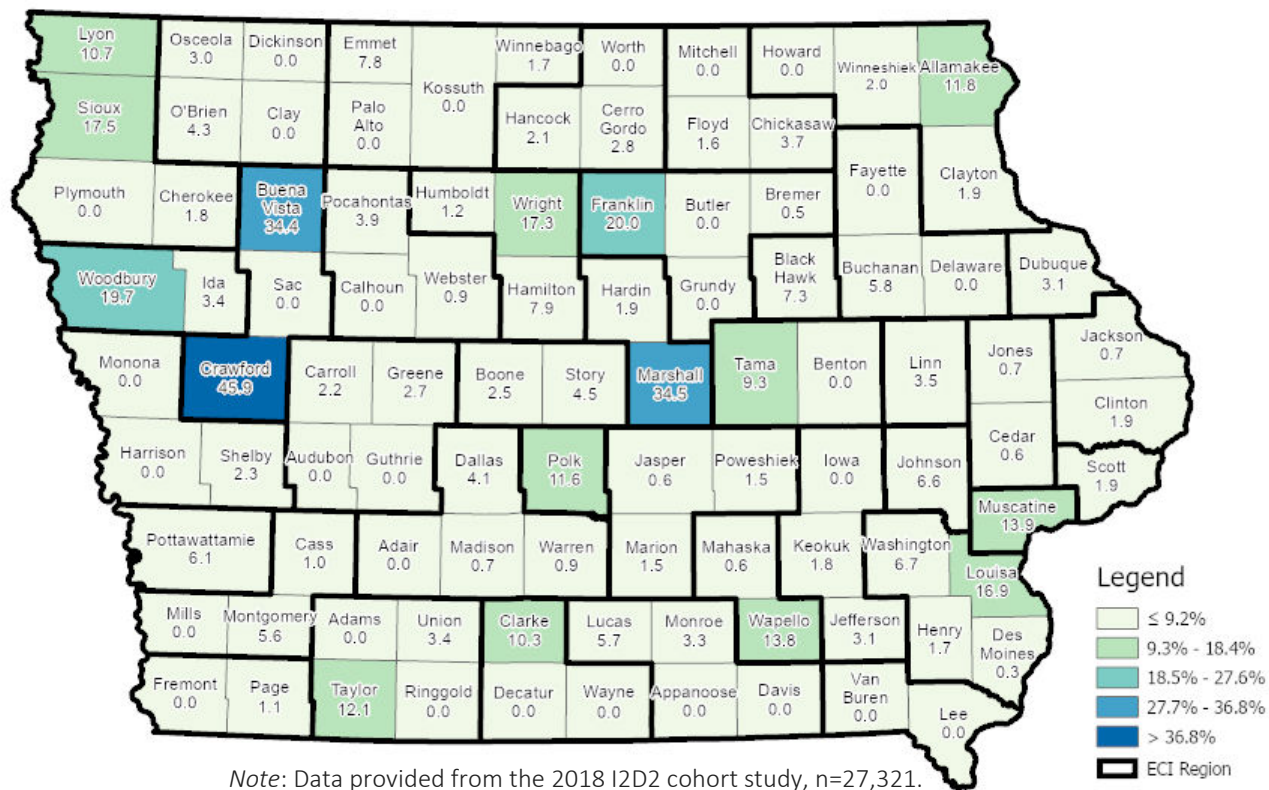 Lyon
10.7
Osceola
3.0
Dickinson
0.0
Emmet
7.8
Kossuth
0.0
Winnebago
1.7
Worth
0.0
Mitchell
0.0
Howard
0.0
Winneshiek
2.0
Allamakee
11.8
Sioux
17.5
O'Brien
4.3
Clay
0.0
Palo
Alto
0.0
Hancock
2.1
Cerro
Gordo
2.8
Floyd
1.6
Chickasaw
3.7
Fayette
0.0
Clayton
1.9
Plymouth
0.0
Cherokee
1.8
Buena
Vista
34.4
Pocahontas
3.9
Humboldt
1.2
Wright
17.3
Franklin
20.0
Butler
0.0
Bremer
0.5
Woodbury
19.7
Ida
3.4
Sac
0.0
Calhoun
0.0
Webster
0.9
Hamilton
7.9
Hardin
1.9
Grundy
0.0
Black
Hawk
7.3
Buchanan
5.8
Delaware
0.0
Dubuque
3.1
Monona
0.0
Crawford
45.9
Carroll
2.2
Greene
2.7
Boone
2.5
Story
4.5
Marshall
34.5
Tama
9.3
Benton
0.0
Linn
3.5
Jones
0.7
Jackson
0.7
Clinton
1.9
Harrison
0.0
Shelby
2.3
Audubon
0.0
Guthrie
0.0
Dallas
4.1
Polk
11.6
Jasper
0.6
Poweshiek
1.5
Iowa
0.0
Johnson
6.6
Cedar
0.6
Scott
1.9
Muscatine
13.9
Pottawattamie
6.1
Cass
1.0
Adair
0.0
Madison
0.7
Warren
0.9
Marion
1.5
Mahaska
0.6
Keokuk
1.8
Washington
6.7
Louisa
16.9
Mills
0.0
Montgomery
5.6
Adams
0.0
Union
3.4
Clarke
10.3
Lucas
5.7
Monroe
3.3
Wapello
13.8
Jefferson
3.1
Henry
1.7
Des
Moines
0.3
Fremont
0.0
Page
1.1
Taylor
12.1
Ringgold
0.0
Decatur
0.0
Wayne
0.0
Appanoose
0.0
Davis
0.0
Van
Buren
0.0
Lee
0.0
Legend
≤ 9.2%
9.3% - 18.4%
18.5% - 27.6%
27.7% - 36.8%
> 36.8%
ECI Region
Note: Data provided from the 2018 I2D2 cohort study, n=27,321.